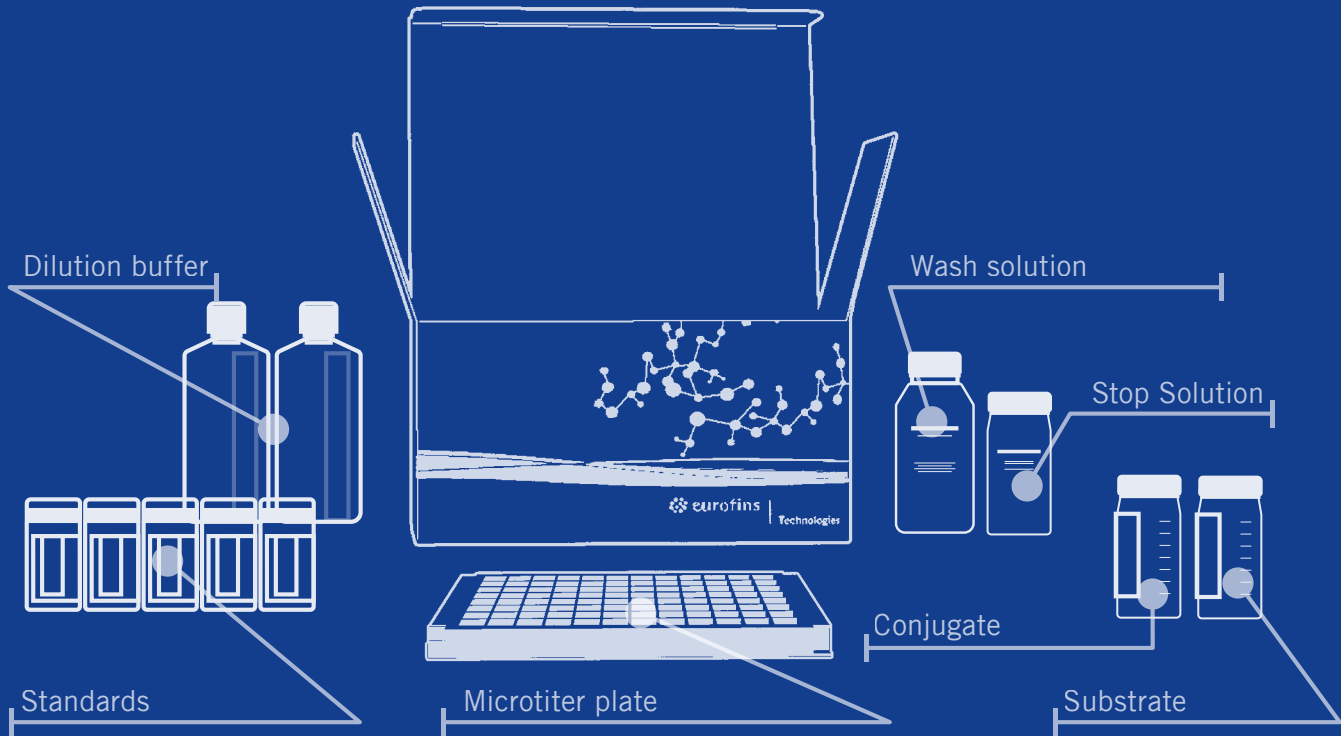 Dilution buffer
Wash solution
Stop Solution
eurofins
Technologies
Conjugate
Standards
Microtiter plate
Substrate